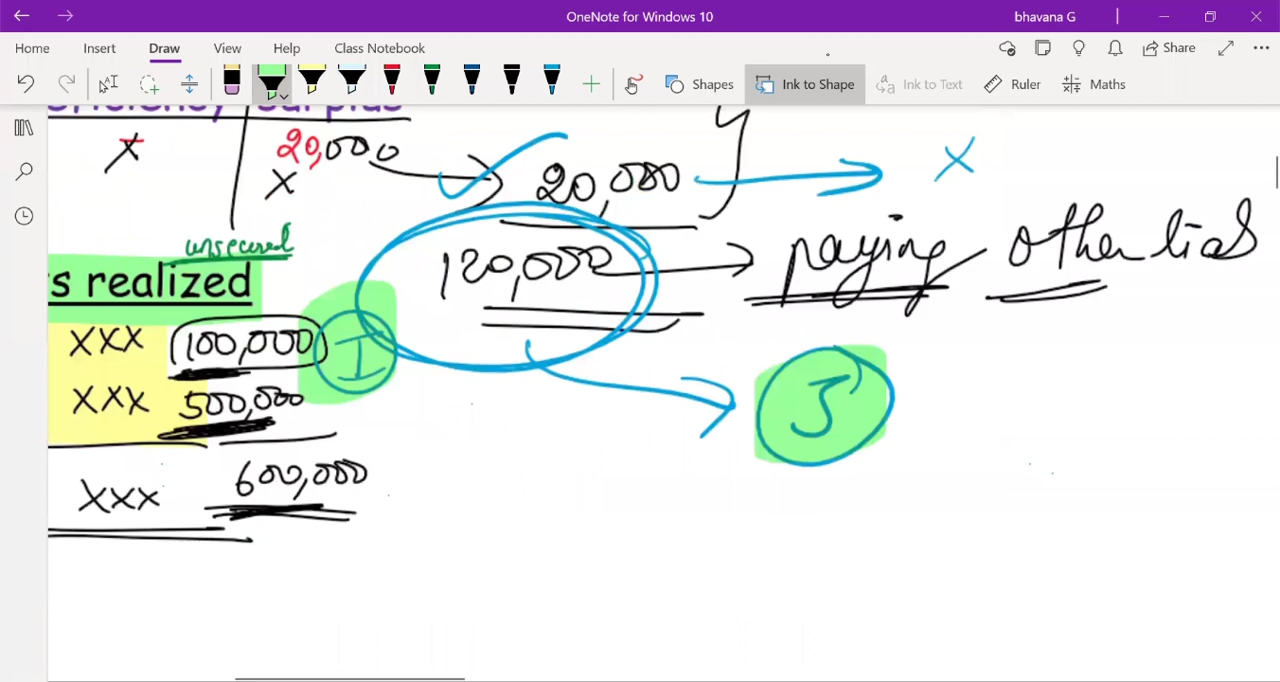 OneNote for Windows 10
bhavana G
Home Insert Draw View Help Class Notebook
Share
Shapes
Ink to Shape
Ink to Text
Ruler
Maths
Surplus
x 20,000
x
20,000 x
unsecured
s realized
120,000 paying other liab
xxx 100,000 I
xxx 500,000
3
xxx 600,000